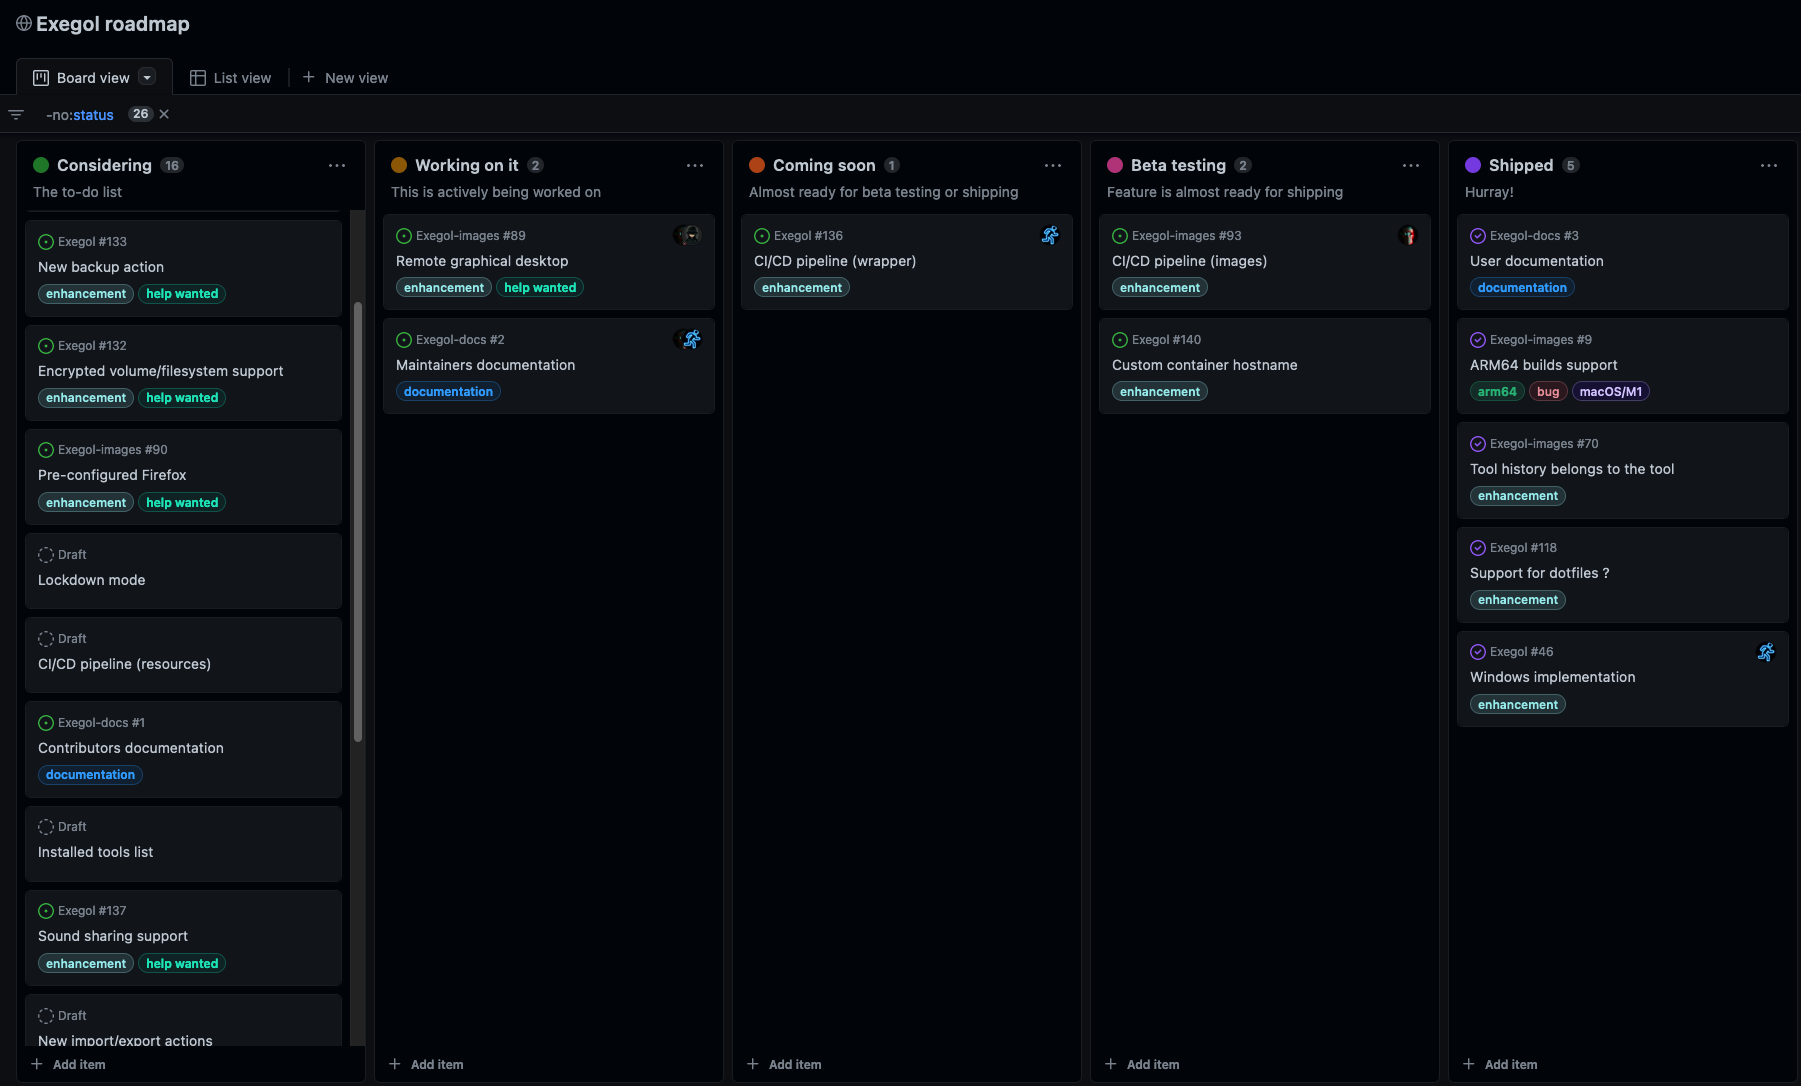 Exegol roadmap
Board view
List view
New view
-no:status 26
Considering 16
The to-do list
Exegol #133
New backup action
enhancement help wanted
Exegol #132
Encrypted volume/filesystem support
enhancement help wanted
Exegol-images #90
Pre-configured Firefox
enhancement help wanted
Draft
Lockdown mode
Draft
CI/CD pipeline (resources)
Exegol-docs #1
Contributors documentation
documentation
Draft
Installed tools list
Exegol #137
Sound sharing support
enhancement help wanted
Draft
New import/export actions
Add item
Working on it 2
This is actively being worked on
Exegol-images #89
Remote graphical desktop
enhancement help wanted
Exegol-docs #2
Maintainers documentation
documentation
Add item
Coming soon 1
Almost ready for beta testing or shipping
Exegol #136
CI/CD pipeline (wrapper)
enhancement
Add item
Beta testing 2
Feature is almost ready for shipping
Exegol-images #93
CI/CD pipeline (images)
enhancement
Exegol #140
Custom container hostname
enhancement
Add item
Shipped 5
Hurray!
Exegol-docs #3
User documentation
documentation
Exegol-images #9
ARM64 builds support
arm64 bug macOS/M1
Exegol-images #70
Tool history belongs to the tool
enhancement
Exegol #118
Support for dotfiles ?
enhancement
Exegol #46
Windows implementation
enhancement
Add item